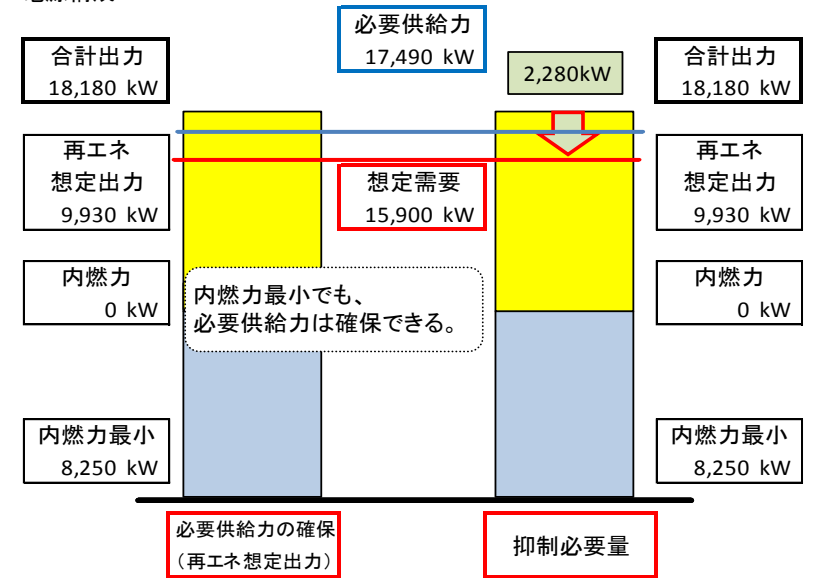 必要供給力
17,490 kW
合計出力
18,180 kW
2,280kW
合計出力
18,180 kW
再エネ
想定出力
9,930 kW
想定需要
15,900 kW
再エネ
想定出力
9,930 kW
内燃力
0 kW
内燃力最小でも、
必要供給力は確保できる。
内燃力
0 kW
内燃力最小
8,250 kW
内燃力最小
8,250 kW
必要供給力の確保
(再エネ想定出力)
抑制必要量